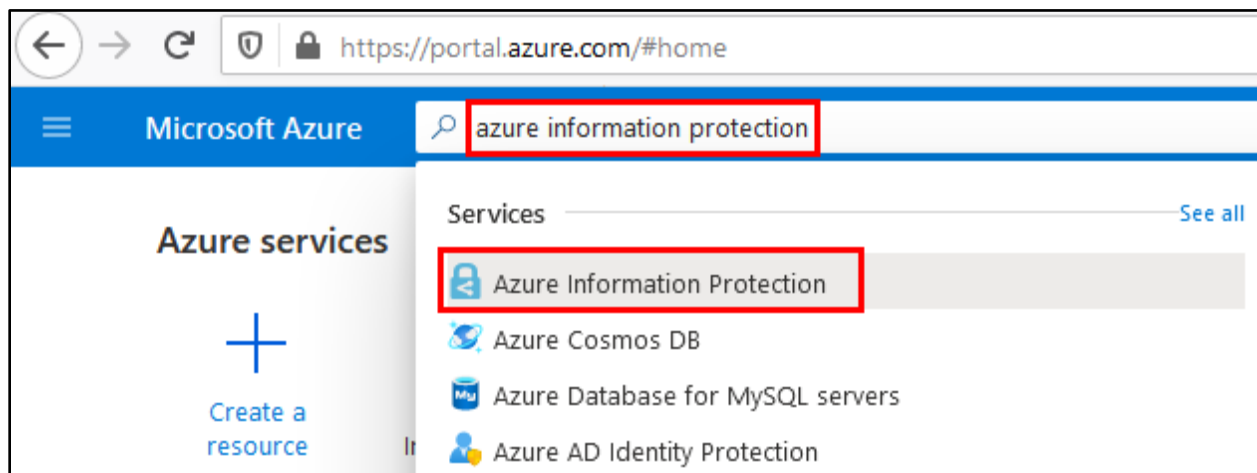 https://portal.azure.com/#home
Microsoft Azure
azure information protection
Services
See all
Azure services
Azure Information Protection
Azure Cosmos DB
Azure Database for MySQL servers
Azure AD Identity Protection
Create a
resource